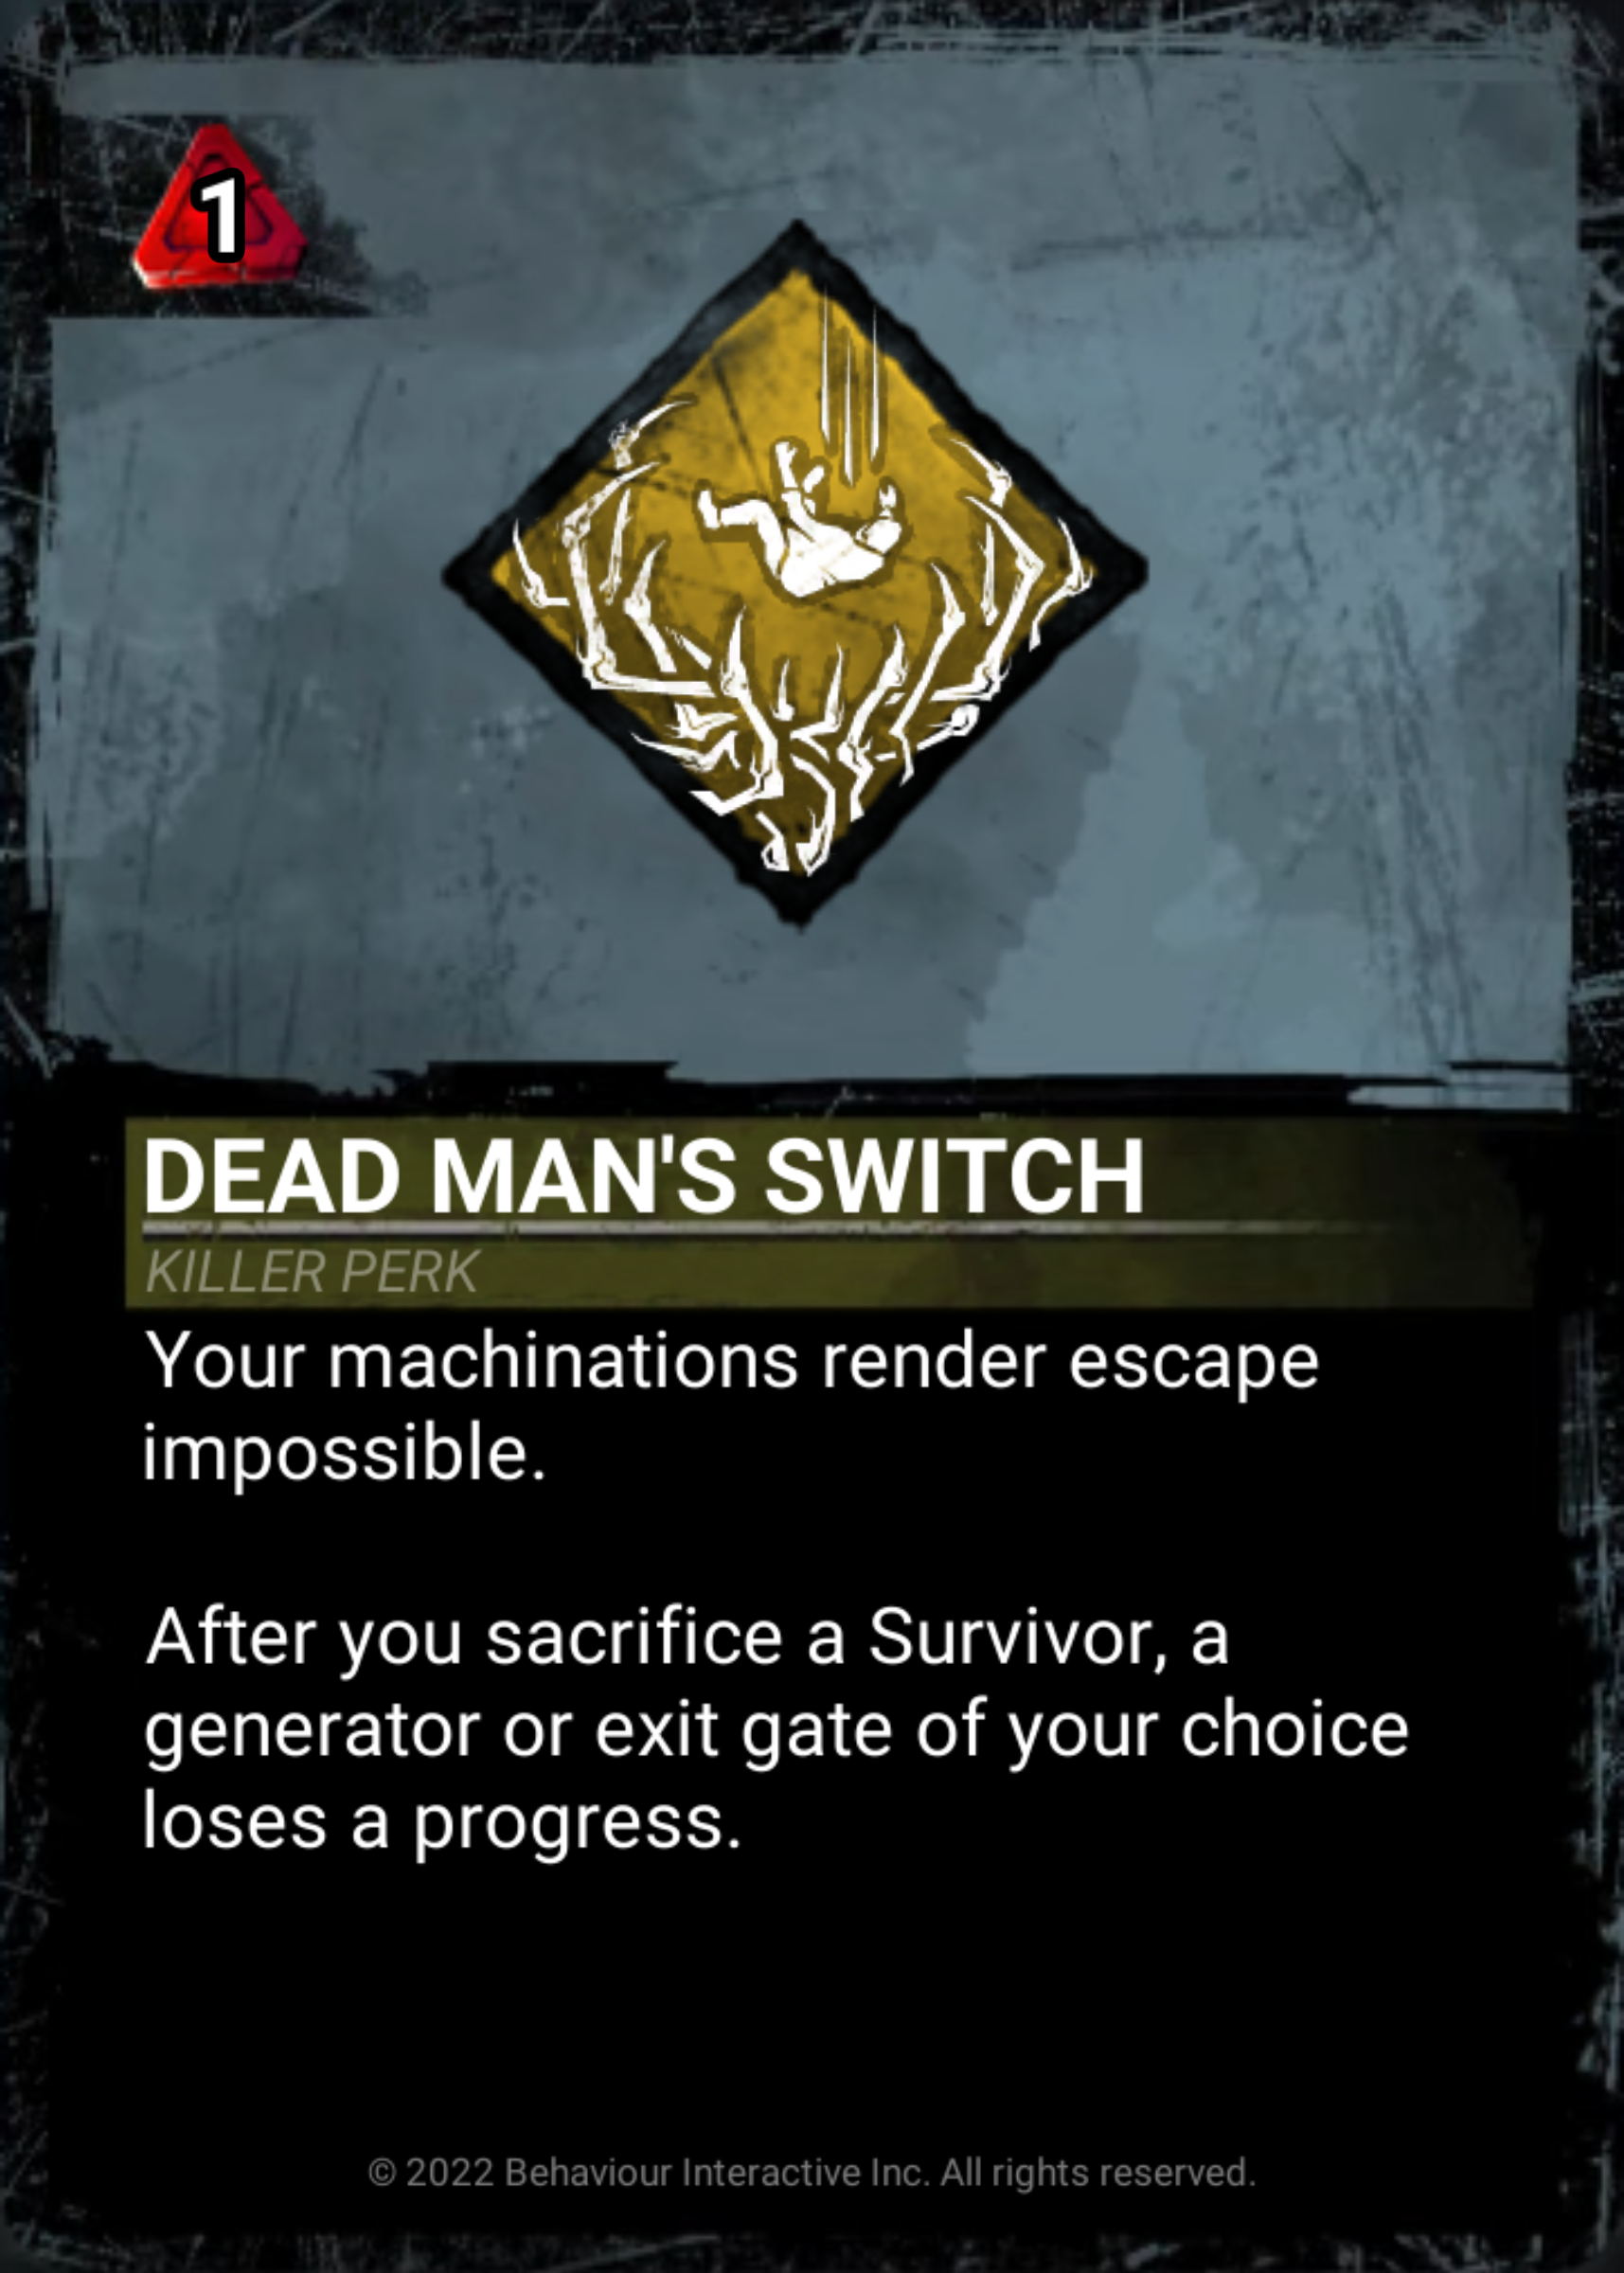 1
DEAD MAN'S SWITCH
KILLER PERK
Your machinations render escape
impossible.
After you sacrifice a Survivor, a
generator or exit gate of your choice
loses a progress.
© 2022 Behaviour Interactive Inc. All rights reserved.